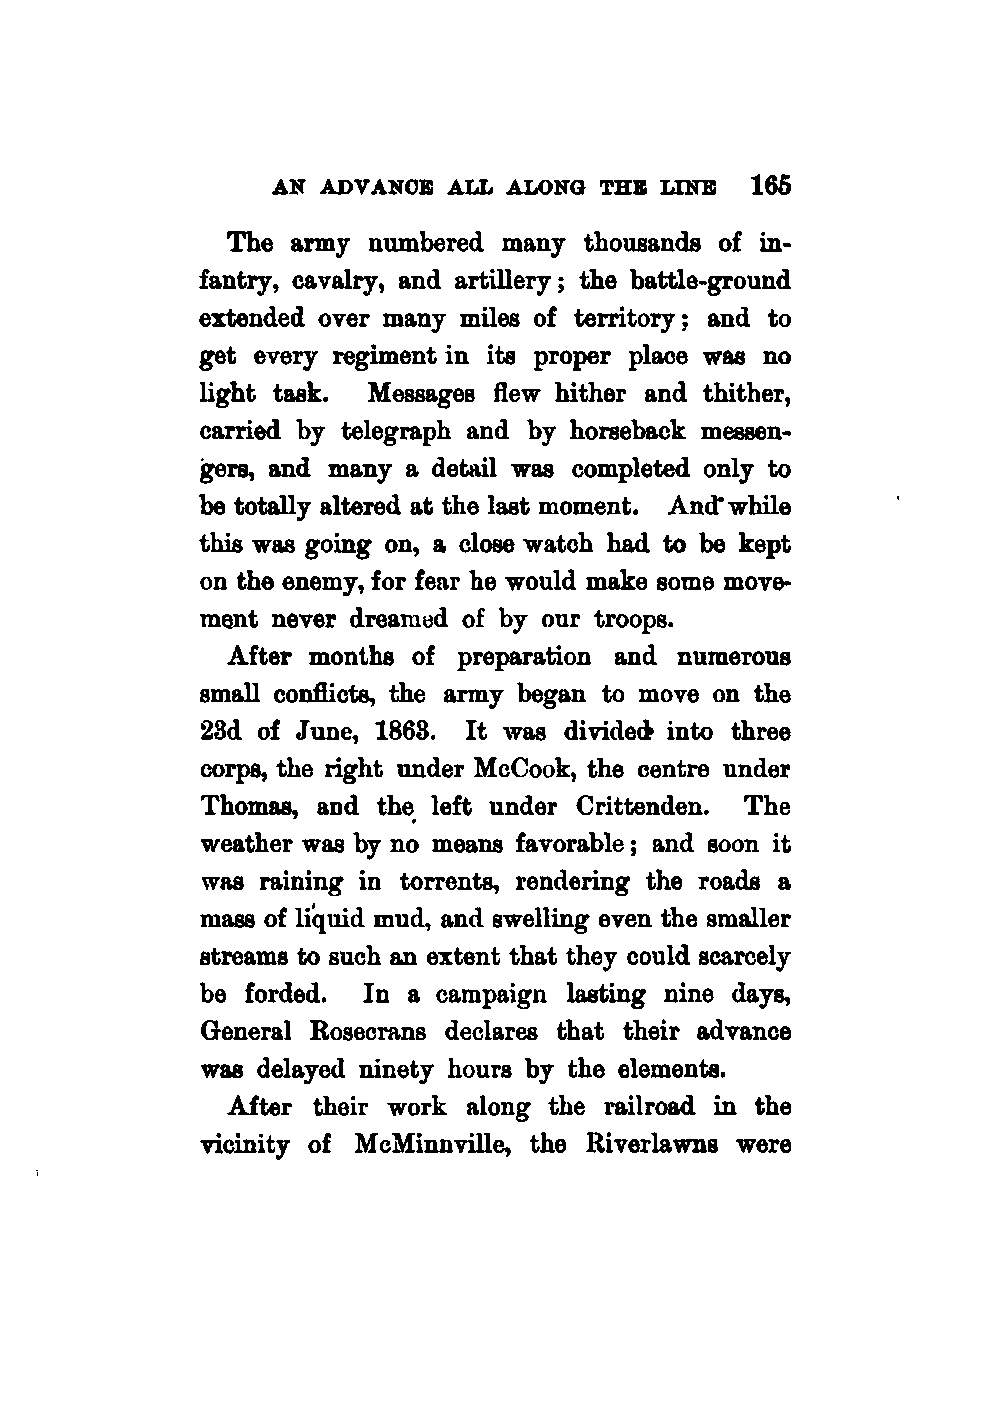 AN ADVANCE ALL ALONG THE LINE 165
The army numbered many thousands of in-
fantry, cavalry, and artillery; the battle-ground
extended over many miles of territory; and to
get every regiment in its proper place was no
light task. Messages flew hither and thither,
carried by telegraph and by horseback messen-
gers, and many a detail was completed only to
be totally altered at the last moment. And while
this was going on, a close watch had to be kept
on the enemy, for fear he would make some move-
ment never dreamed of by our troops.
After months of preparation and numerous
small conflicts, the army began to move on the
23d of June, 1863. It was divided into three
corps, the right under McCook, the centre under
Thomas, and the left under Crittenden. The
weather was by no means favorable; and soon it
was raining in torrents, rendering the roads a
mass of liquid mud, and swelling even the smaller
streams to such an extent that they could scarcely
be forded. In a campaign lasting nine days,
General Rosecrans declares that their advance
was delayed ninety hours by the elements.
After their work along the railroad in the
vicinity of McMinnville, the Riverlawns were